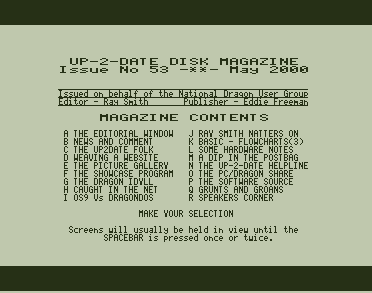 UP-2-DATE DISK MAGAZINE
Issue No 53 -**- May 2000
Issued on behalf of the National Dragon User Group
Editor - Ray Smith Publisher - Eddie Freeman
MAGAZINE CONTENTS
A THE EDITORIAL WINDOW J RAY SMITH NATTERS ON
B NEWS AND COMMENT K BASIC - FLOWCHARTS(3)
C THE UP2DATE FOLK L SOME HARDWARE NOTES
D WEAVING A WEBSITE M A DIP IN THE POSTBAG
E THE PICTURE GALLERY N THE UP-2-DATE HELPLINE
F THE SHOWCASE PROGRAM O THE PC/DRAGON SHARE
G THE DRAGON IDYLL P THE SOFTWARE SOURCE
H CAUGHT IN THE NET Q GRUNTS AND GROANS
I OS9 Vs DRAGONDOS R SPEAKERS CORNER
MAKE YOUR SELECTION
Screens will usually be held in view until the
SPACEBAR is pressed once or twice.